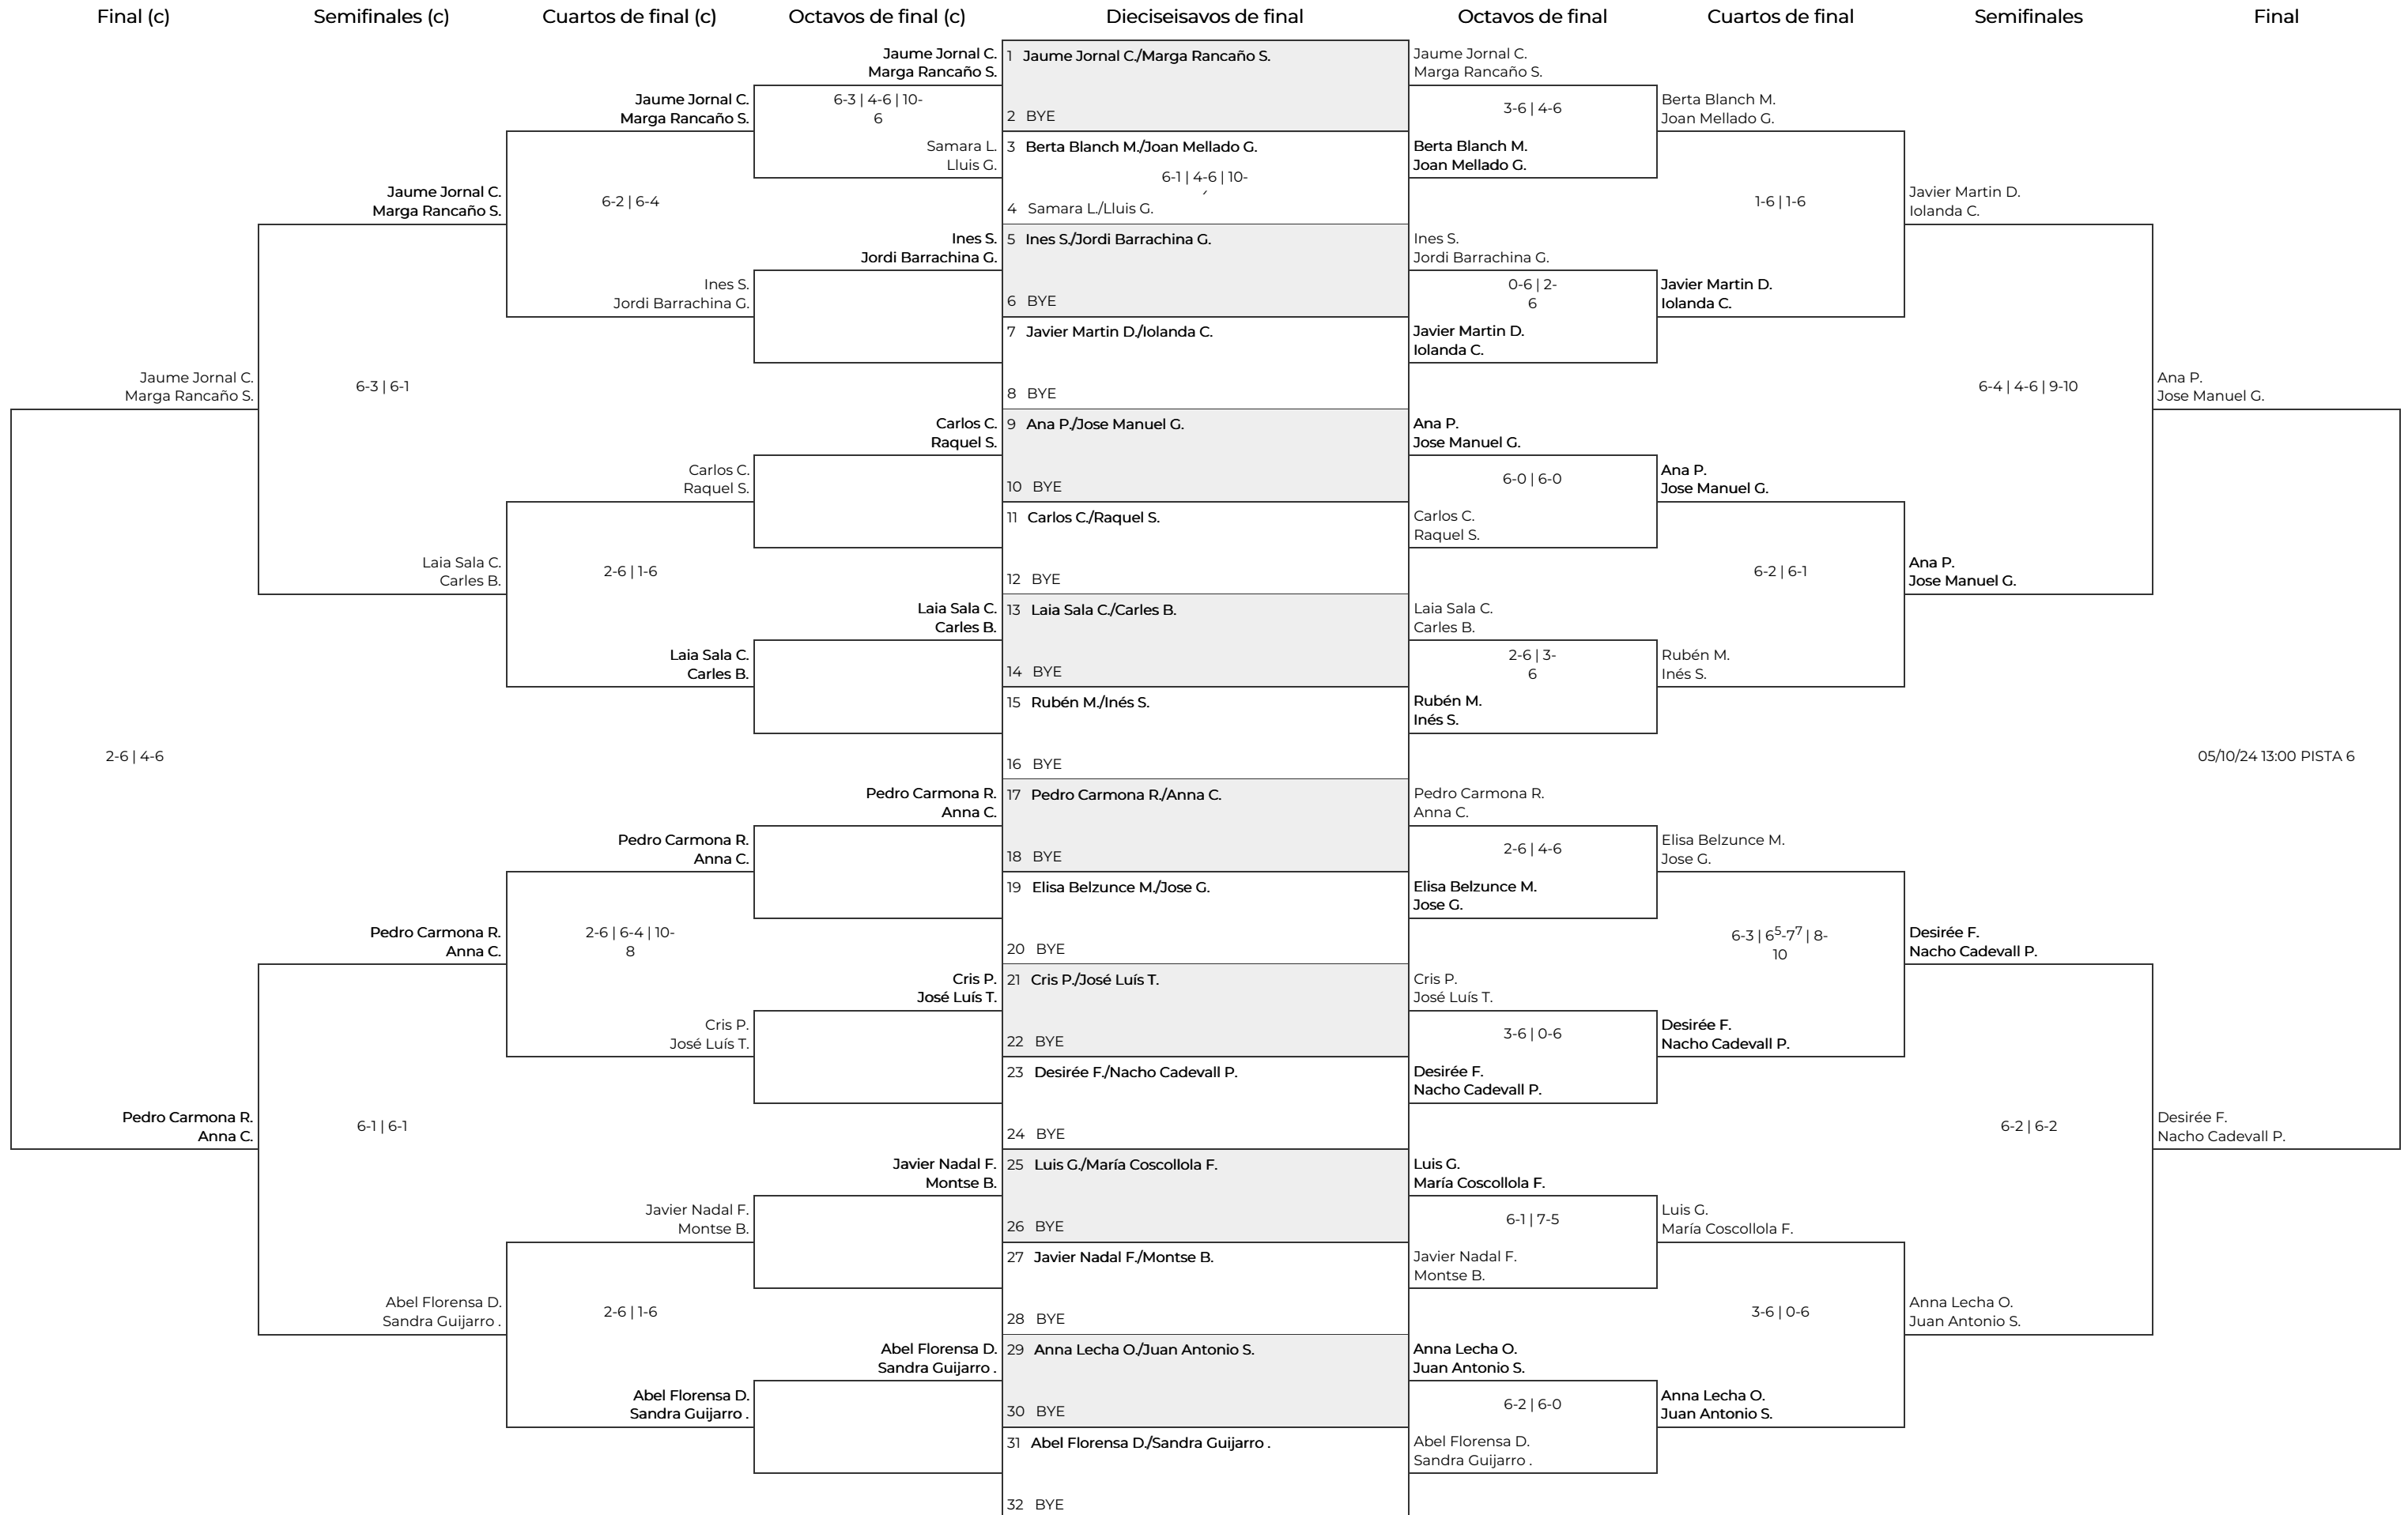 Final (c)
Semifinales (c)
Cuartos de final (c)
Octavos de final (c)
Dieciseisavos de final
Octavos de final
Cuartos de final
Semifinales
Final
Jaume Jornal C.
Marga Rancaño S.
2-6 | 4-6
Pedro Carmona R.
Anna C.
Jaume Jornal C.
Marga Rancaño S.
6-3 | 6-1
Laia Sala C.
Carles B.
Pedro Carmona R.
Anna C.
6-1 | 6-1
Abel Florensa D.
Sandra Guijarro .
Jaume Jornal C.
Marga Rancaño S.
6-2 | 6-4
Ines S.
Jordi Barrachina G.
Carlos C.
Raquel S.
2-6 | 1-6
Laia Sala C.
Carles B.
Pedro Carmona R.
Anna C.
2-6 | 6-4 | 10-
8
Cris P.
José Luís T.
Javier Nadal F.
Montse B.
2-6 | 1-6
Abel Florensa D.
Sandra Guijarro .
Jaume Jornal C.
Marga Rancaño S.
6-3 | 4-6 | 10-
6
Samara L.
Lluis G.
Ines S.
Jordi Barrachina G.
Carlos C.
Raquel S.
Laia Sala C.
Carles B.
Pedro Carmona R.
Anna C.
Cris P.
José Luís T.
Javier Nadal F.
Montse B.
Abel Florensa D.
Sandra Guijarro .
1 Jaume Jornal C./Marga Rancaño S.
2 BYE
3 Berta Blanch M./Joan Mellado G.
6-1 | 4-6 | 10-
4 Samara L./Lluis G.
5 Ines S./Jordi Barrachina G.
6 BYE
7 Javier Martin D./Iolanda C.
8 BYE
9 Ana P./Jose Manuel G.
10 BYE
11 Carlos C./Raquel S.
12 BYE
13 Laia Sala C./Carles B.
14 BYE
15 Rubén M./Inés S.
16 BYE
17 Pedro Carmona R./Anna C.
18 BYE
19 Elisa Belzunce M./Jose G.
20 BYE
21 Cris P./José Luís T.
22 BYE
23 Desirée F./Nacho Cadevall P.
24 BYE
25 Luis G./María Coscollola F.
26 BYE
27 Javier Nadal F./Montse B.
28 BYE
29 Anna Lecha O./Juan Antonio S.
30 BYE
31 Abel Florensa D./Sandra Guijarro .
32 BYE
Jaume Jornal C.
Marga Rancaño S.
3-6 | 4-6
Berta Blanch M.
Joan Mellado G.
Ines S.
Jordi Barrachina G.
0-6 | 2-
6
Javier Martin D.
Iolanda C.
Ana P.
Jose Manuel G.
6-0 | 6-0
Carlos C.
Raquel S.
Laia Sala C.
Carles B.
2-6 | 3-
6
Rubén M.
Inés S.
Pedro Carmona R.
Anna C.
2-6 | 4-6
Elisa Belzunce M.
Jose G.
Cris P.
José Luís T.
3-6 | 0-6
Desirée F.
Nacho Cadevall P.
Luis G.
María Coscollola F.
6-1 | 7-5
Javier Nadal F.
Montse B.
Anna Lecha O.
Juan Antonio S.
6-2 | 6-0
Abel Florensa D.
Sandra Guijarro .
Berta Blanch M.
Joan Mellado G.
1-6 | 1-6
Javier Martin D.
Iolanda C.
Ana P.
Jose Manuel G.
6-2 | 6-1
Rubén M.
Inés S.
Elisa Belzunce M.
Jose G.
6-3 | 6⁵-7⁷ | 8-
10
Desirée F.
Nacho Cadevall P.
Luis G.
María Coscollola F.
3-6 | 0-6
Anna Lecha O.
Juan Antonio S.
Javier Martin D.
Iolanda C.
6-4 | 4-6 | 9-10
Ana P.
Jose Manuel G.
Desirée F.
Nacho Cadevall P.
6-2 | 6-2
Anna Lecha O.
Juan Antonio S.
Ana P.
Jose Manuel G.
05/10/24 13:00 PISTA 6
Desirée F.
Nacho Cadevall P.